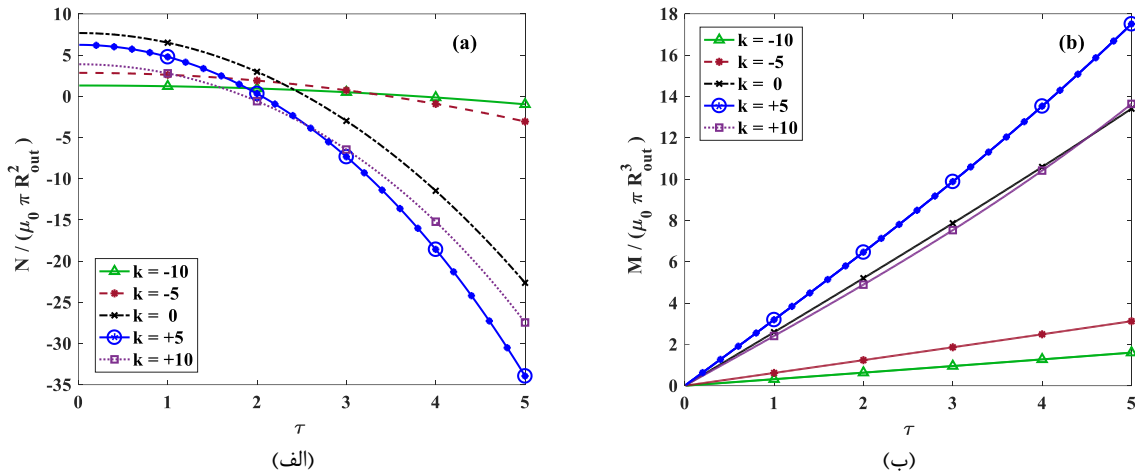 (a)
N / (μ₀ π R²out)
10
5
0
-5
-10
-15
-20
-25
-30
-35
k = -10
k = -5
k = 0
k = +5
k = +10
0 1 2 3 4 5
τ
(الف)
(b)
M / (μ₀ π R³out)
18
16
14
12
10
8
6
4
2
0
k = -10
k = -5
k = 0
k = +5
k = +10
0 1 2 3 4 5
τ
(ب)